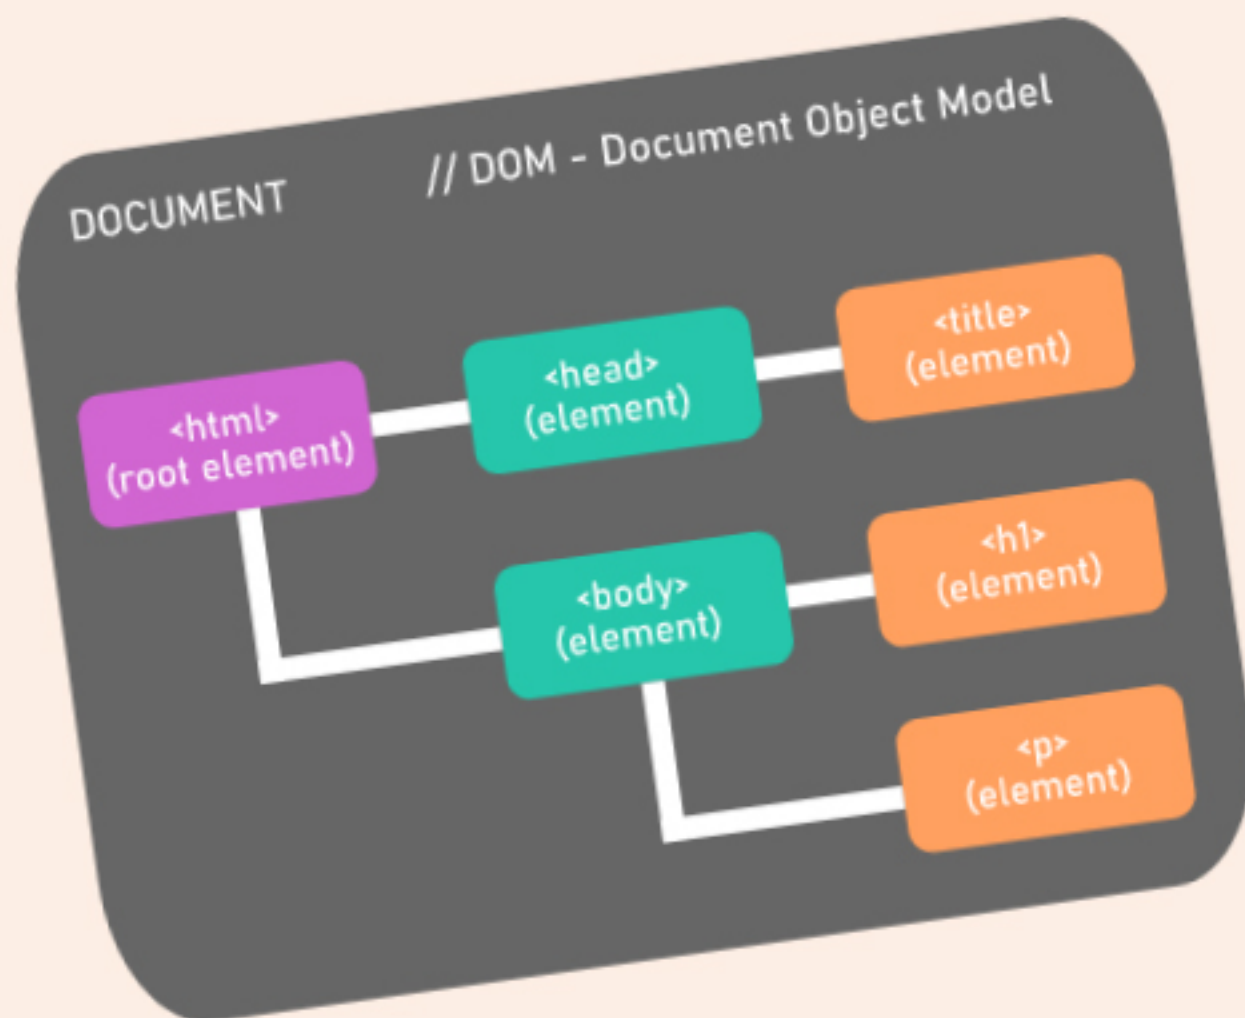 DOCUMENT
// DOM - Document Object Model
<html>
(root element)
<head>
(element)
<title>
(element)
<body>
(element)
<h1>
(element)
<p>
(element)